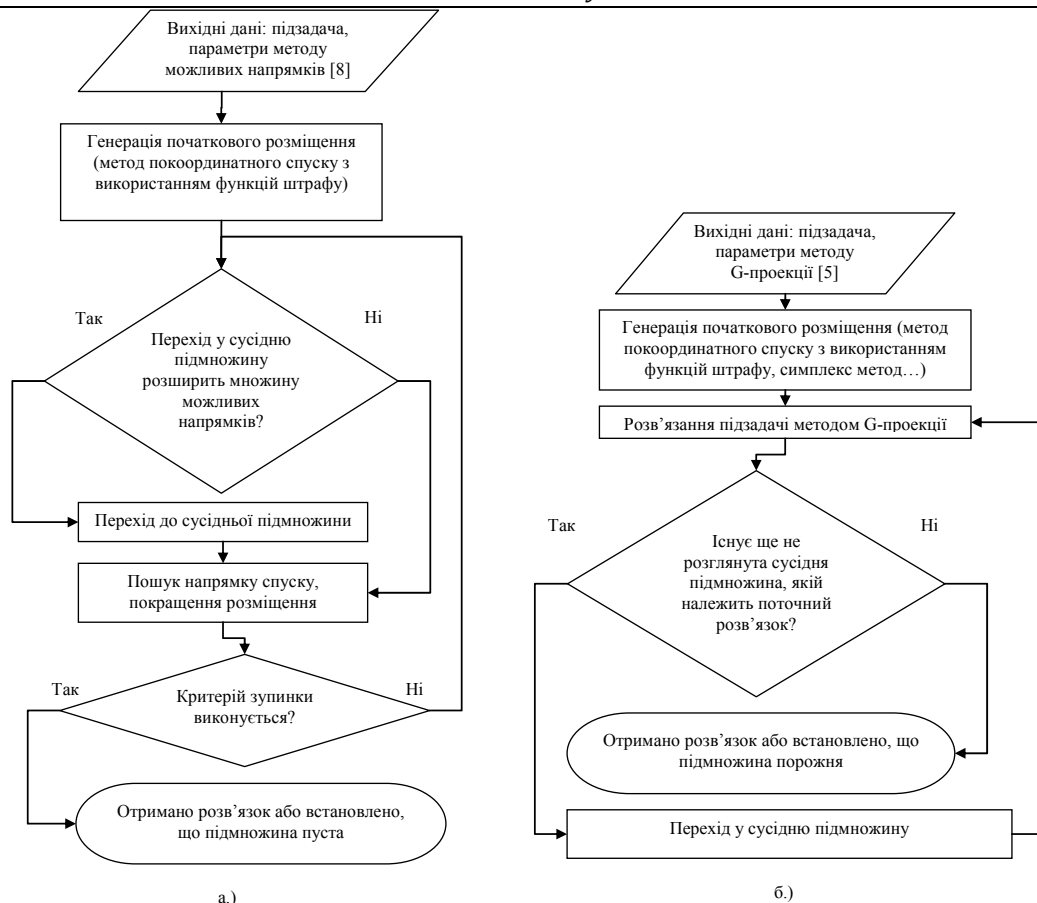 Вихідні дані: підзадача,
параметри методу
можливих напрямків [8]
Генерація початкового розміщення
(метод покоординатного спуску з
використанням функцій штрафу)
Так
Ні
Перехід у сусідню
підмножину
розширить множину
можливих
напрямків?
Перехід до сусідньої підмножини
Пошук напрямку спуску,
покращення розміщення
Так
Ні
Критерій зупинки
виконується?
Отримано розв’язок або встановлено,
що підмножина пуста
а.)
Вихідні дані: підзадача,
параметри методу
G-проекції [5]
Генерація початкового розміщення (метод
покоординатного спуску з використанням
функцій штрафу, симплекс метод…)
Розв’язання підзадачі методом G-проекції
Так
Ні
Існує ще не
розглянута сусідня
підмножина, якій
належить поточний
розв’язок?
Отримано розв’язок або встановлено, що
підмножина порожня
Перехід у сусідню підмножину
б.)